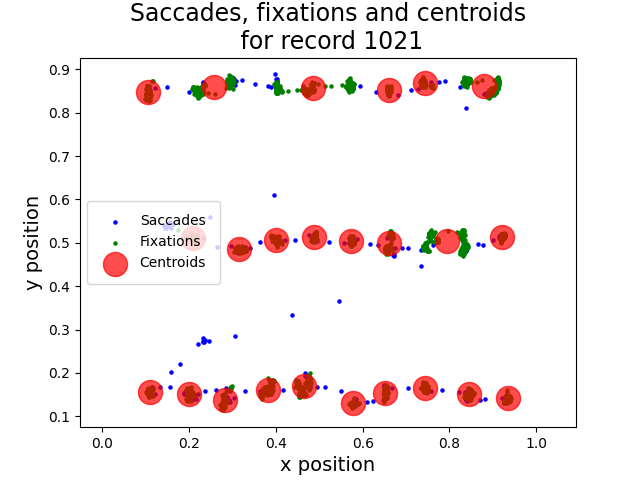 Saccades, fixations and centroids
for record 1021
0.9
0.8
0.7
0.6
0.5
0.4
0.3
0.2
0.1
y position
Saccades
Fixations
Centroids
0.0 0.2 0.4 0.6 0.8 1.0
x position